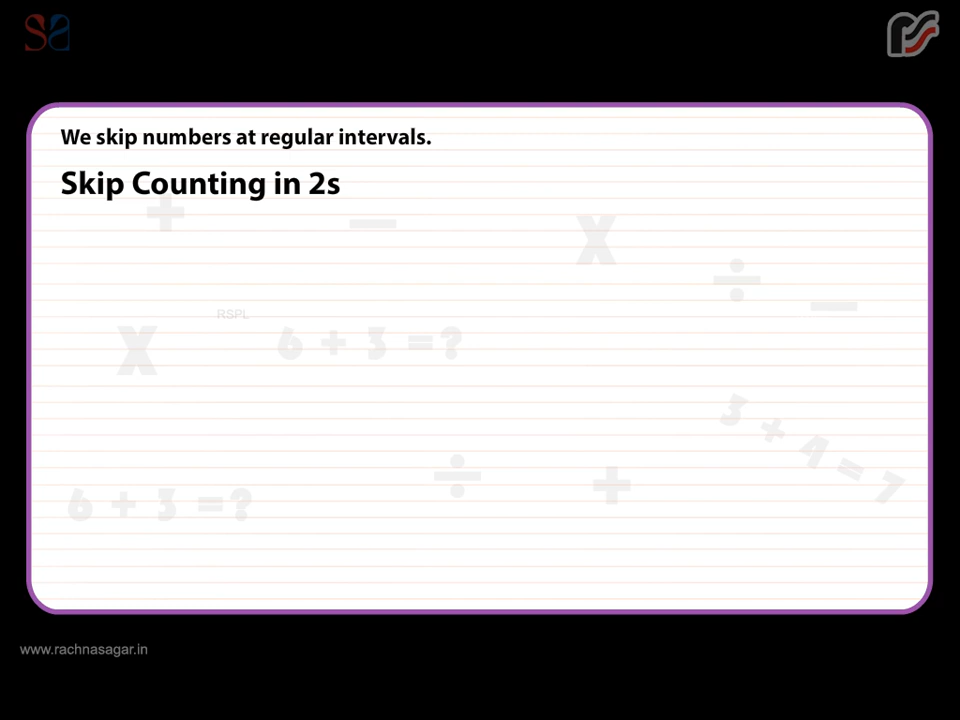 We skip numbers at regular intervals.
Skip Counting in 2s
+ − x ÷ −
RSPL
x 6 + 3 = ?
3 + 4 = 7
6 + 3 = ? ÷ +
www.rachnasagar.in